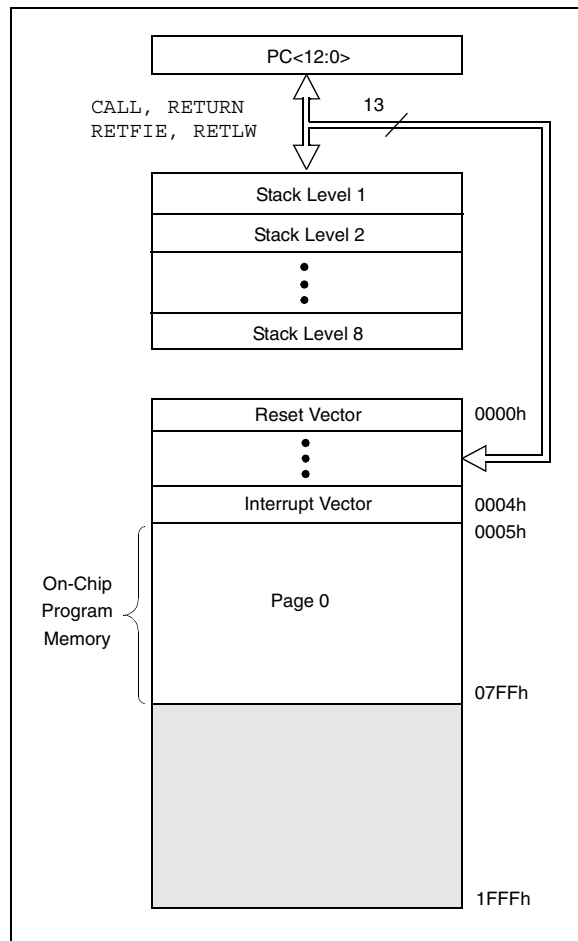 PC<12:0>
CALL, RETURN
RETFIE, RETLW
13
Stack Level 1
Stack Level 2
Stack Level 8
Reset Vector
0000h
Interrupt Vector
0004h
0005h
On-Chip
Program
Memory
Page 0
07FFh
1FFFh